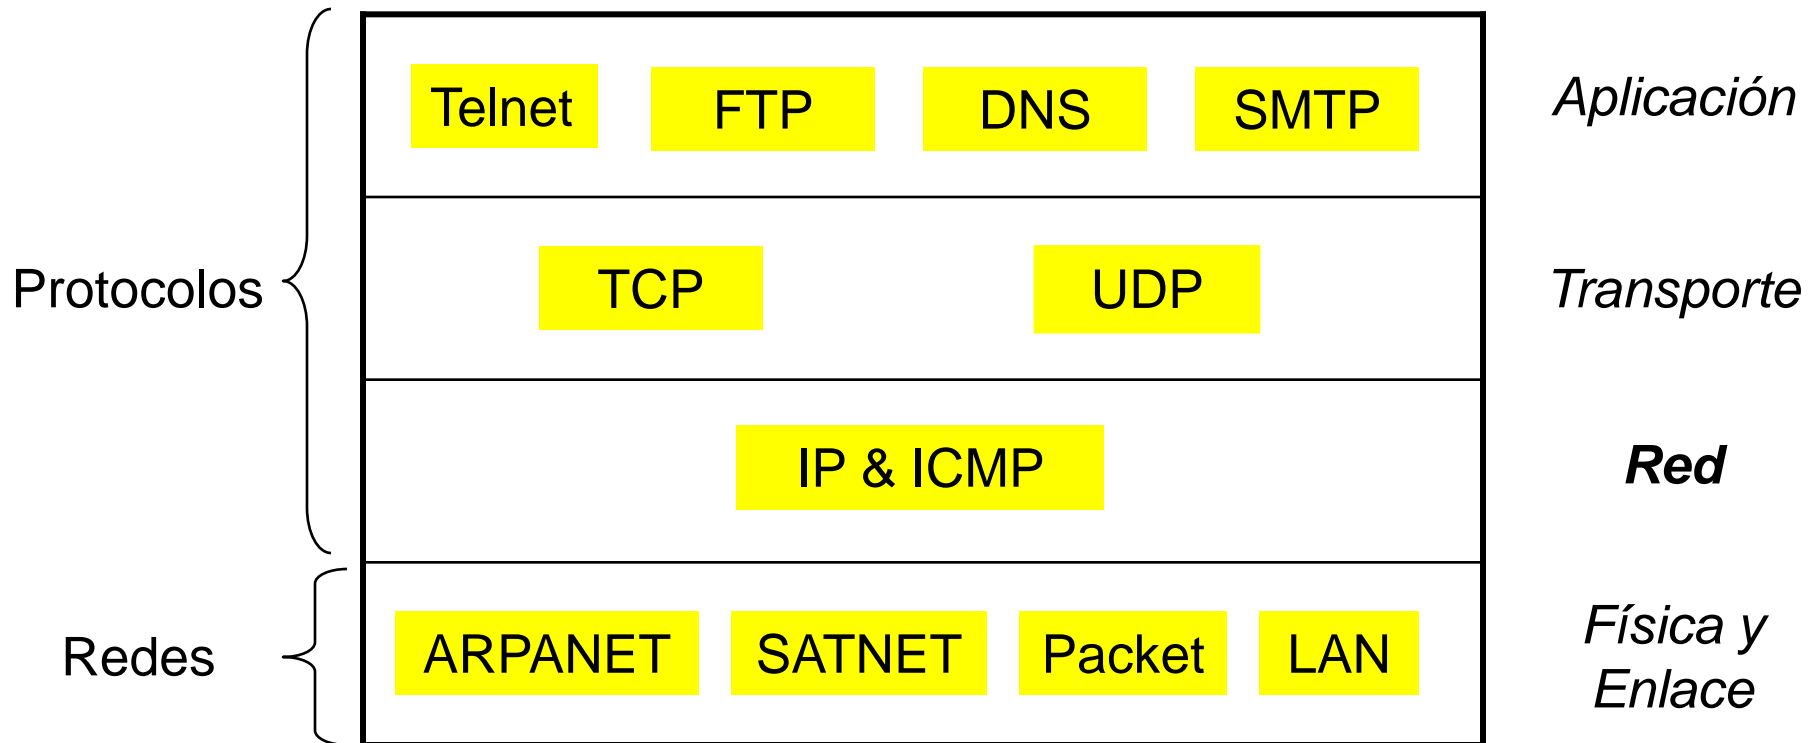 Telnet FTP DNS SMTP Aplicación
Protocolos TCP UDP Transporte
IP & ICMP Red
Redes ARPANET SATNET Packet LAN Física y
Enlace